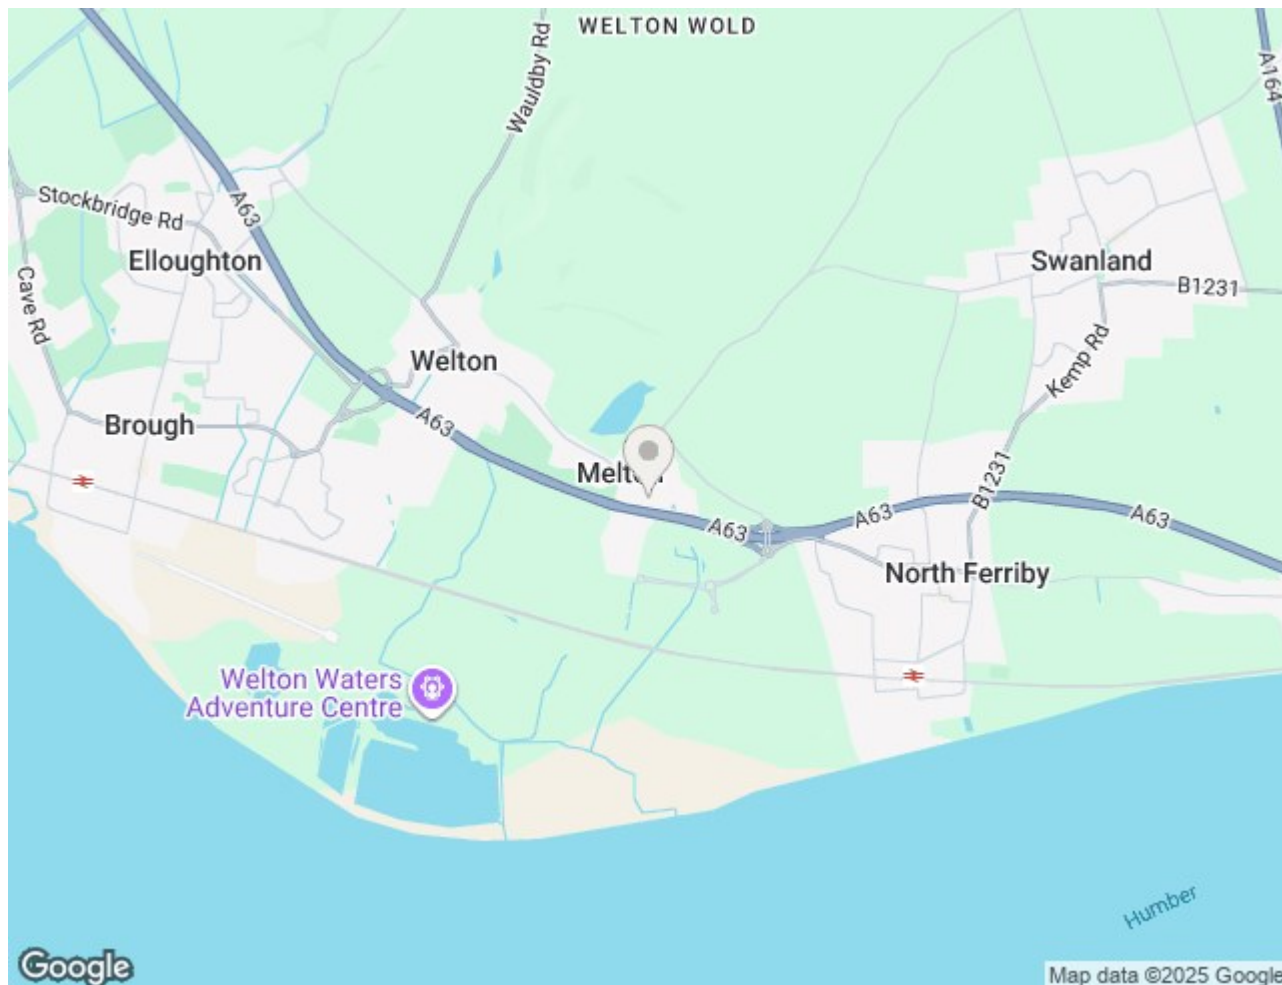 WELTON WOLD
Wauldby Rd
A164
Stockbridge Rd
A63
Elloughton
Swanland
B1231
Cave Rd
Welton
Kemp Rd
Brough
A63
Melton
B1231
A63
A63
A63
North Ferriby
Welton Waters
Adventure Centre
Humber
Google
Map data ©2025 Google